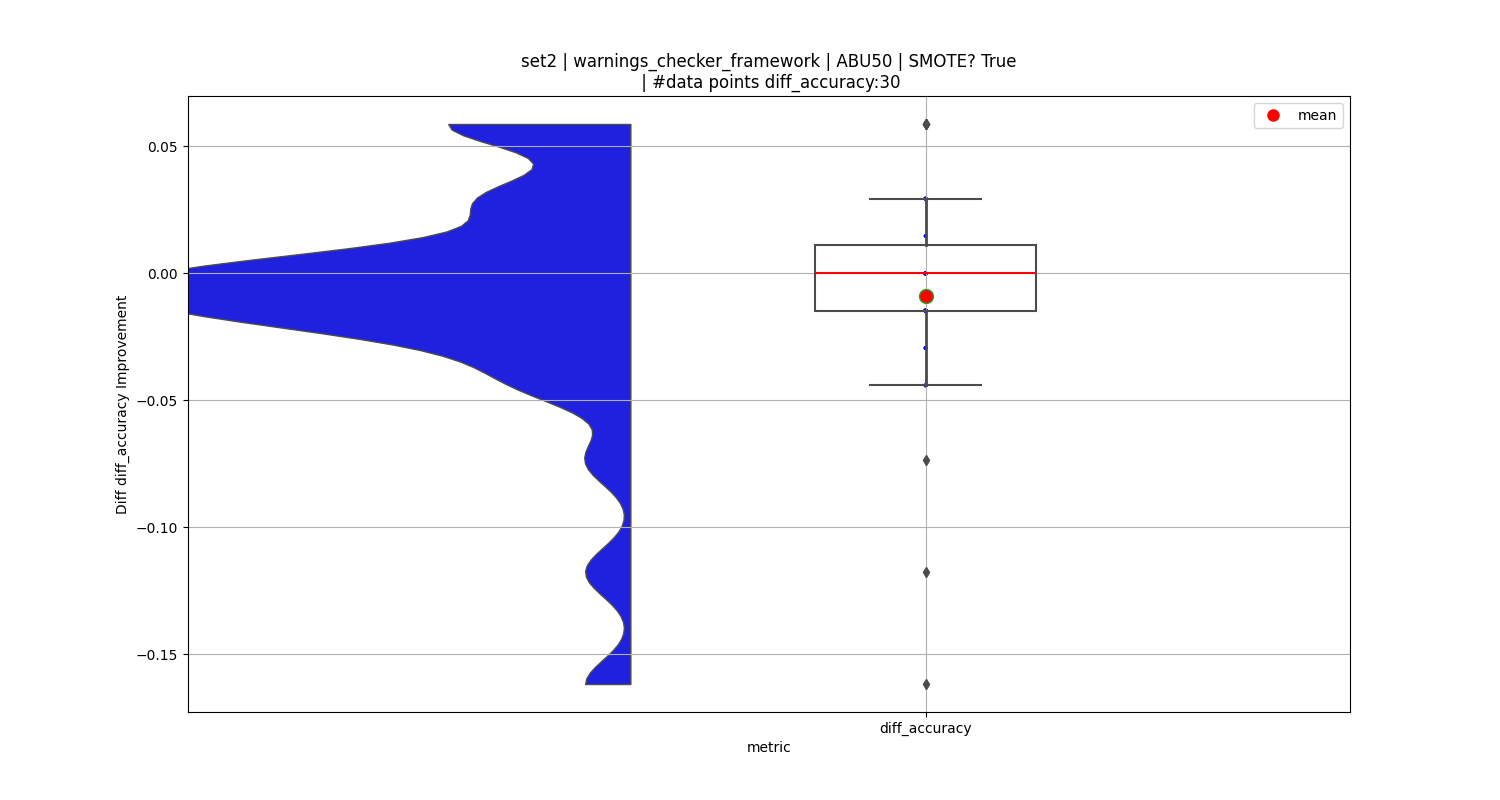 set2 | warnings_checker_framework | ABU50 | SMOTE? True
| #data points diff_accuracy:30
mean
0.05
0.00
−0.05
−0.10
−0.15
Diff diff_accuracy Improvement
diff_accuracy
metric